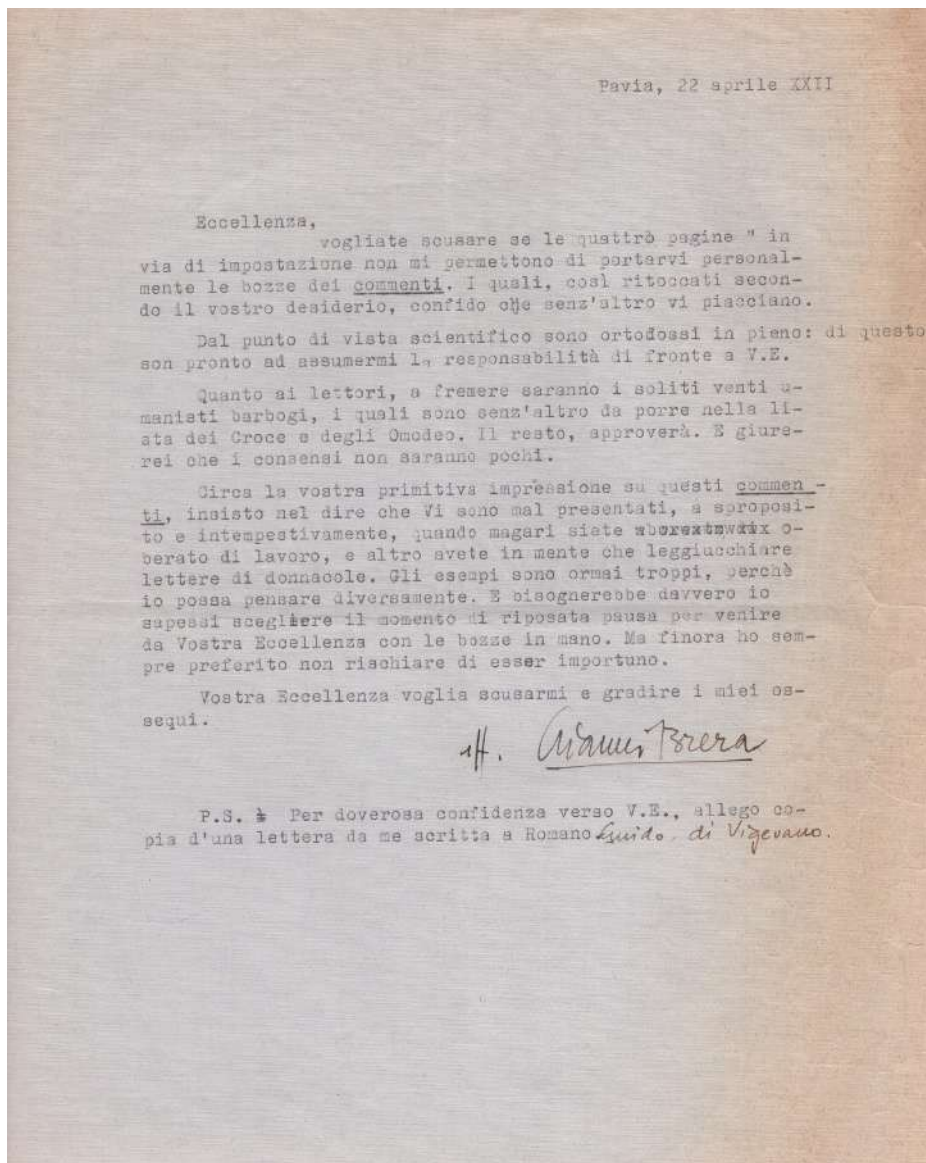 Pavia, 22 aprile XXII
Eccellenza,
vogliate scusare se le quattrò pagine " in
via di impostazione non mi permettono di portarvi personal-
mente le bozze dei commenti. I quali, così ritoccati secon-
do il vostro desiderio, confido che senz'altro vi piacciano.
Dal punto di vista scientifico sono ortodossi in pieno: di questo
son pronto ad assumermi la responsabilità di fronte a V.E.
Quanto ai lettori, a fremere saranno i soliti venti u-
manisti barbogi, i quali sono senz'altro da porre nella li-
sta dei Croce e degli Omodeo. Il resto, approverà. E giure-
rei che i consensi non saranno pochi.
Circa la vostra primitiva impressione su questi commen -
ti, insisto nel dire che Vi sono mal presentati, a sproposi-
to e intempestivamente, quando magari siate o-
berato di lavoro, e altro avete in mente che leggiucchiare
lettere di donnacole. Gli esempi sono ormai troppi, perchè
io possa pensare diversamente. E bisognerebbe davvero io
sapessi scegliere il momento di riposata pausa per venire
da Vostra Eccellenza con le bozze in mano. Ma finora ho sem-
pre preferito non rischiare di esser importuno.
Vostra Eccellenza voglia scusarmi e gradire i miei os-
sequi.
aff. Gianni Brera
P.S. Per doverosa confidenza verso V.E., allego co-
pia d'una lettera da me scritta a Romano Guido di Vigevano.